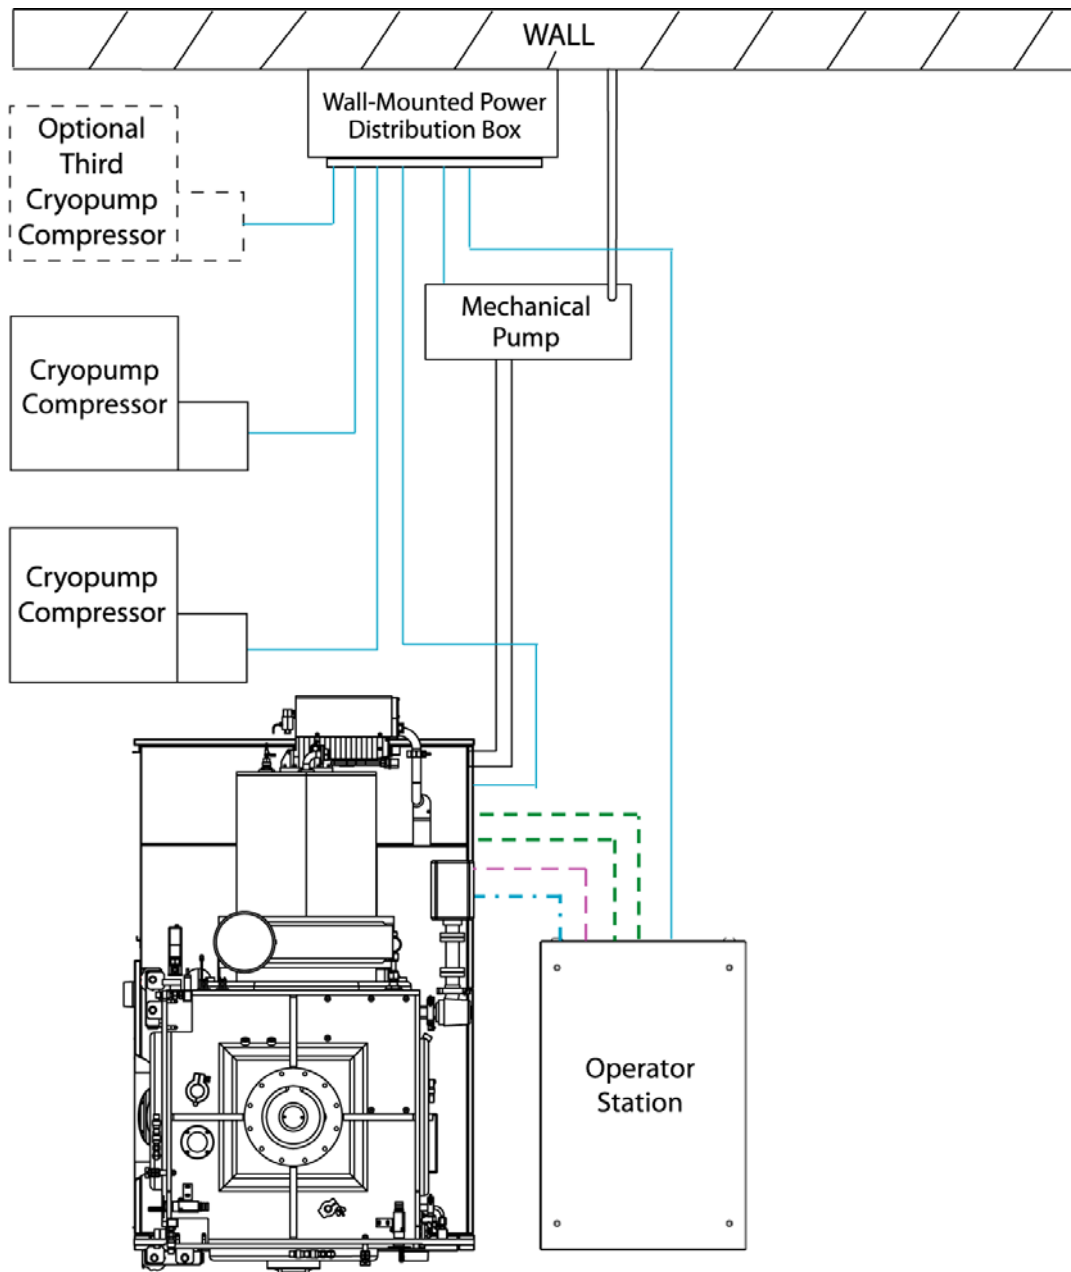 WALL
Wall-Mounted Power
Distribution Box
Optional
Third
Cryopump
Compressor
Mechanical
Pump
Cryopump
Compressor
Cryopump
Compressor
Operator
Station